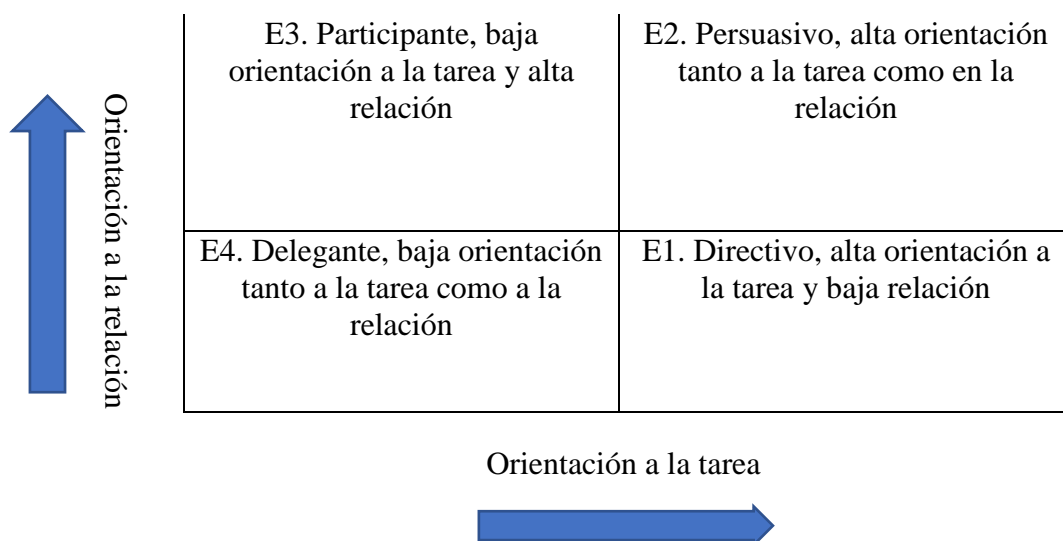 E3. Participante, baja
orientación a la tarea y alta
relación
E2. Persuasivo, alta orientación
tanto a la tarea como en la
relación
Orientación a la relación
E4. Delegante, baja orientación
tanto a la tarea como a la
relación
E1. Directivo, alta orientación a
la tarea y baja relación
Orientación a la tarea